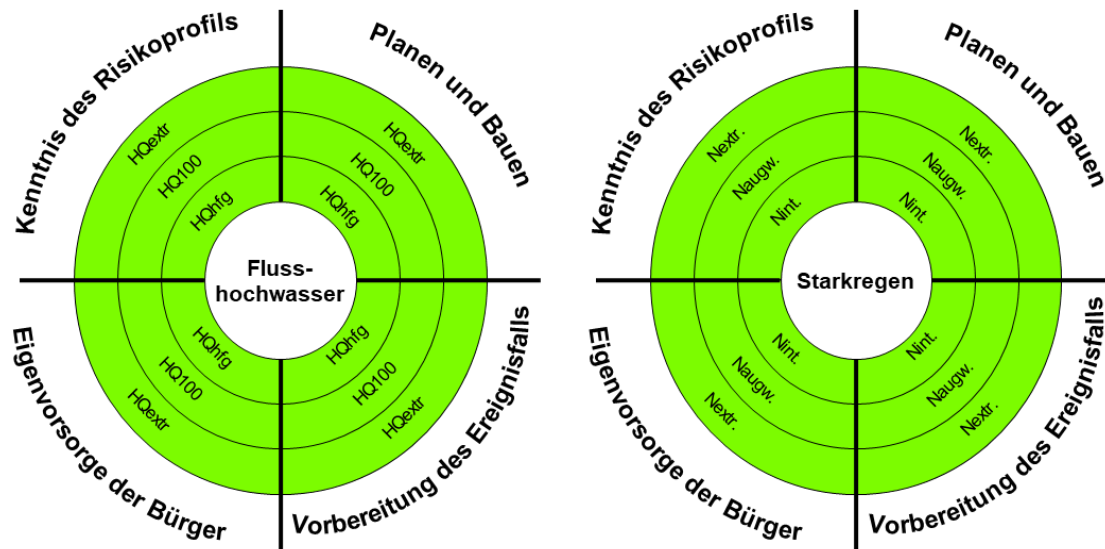 Kenntnis des Risikoprofils
Planen und Bauen
HQextr
HQ100
HQhfg
HQextr
HQ100
HQhfg
Fluss-
hochwasser
HQhfg
HQ100
HQextr
HQhfg
HQ100
HQextr
Eigenvorsorge der Bürger
Vorbereitung des Ereignisfalls
Kenntnis des Risikoprofils
Planen und Bauen
Nextr.
Naugw.
Nint.
Nextr.
Naugw.
Nint.
Starkregen
Nint.
Naugw.
Nextr.
Nint.
Naugw.
Nextr.
Eigenvorsorge der Bürger
Vorbereitung des Ereignisfalls